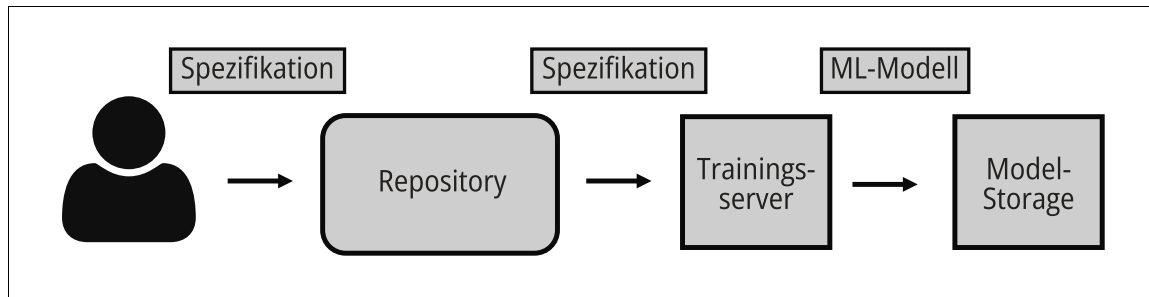 Spezifikation
Spezifikation
ML-Modell
Repository
Trainings-
server
Model-
Storage